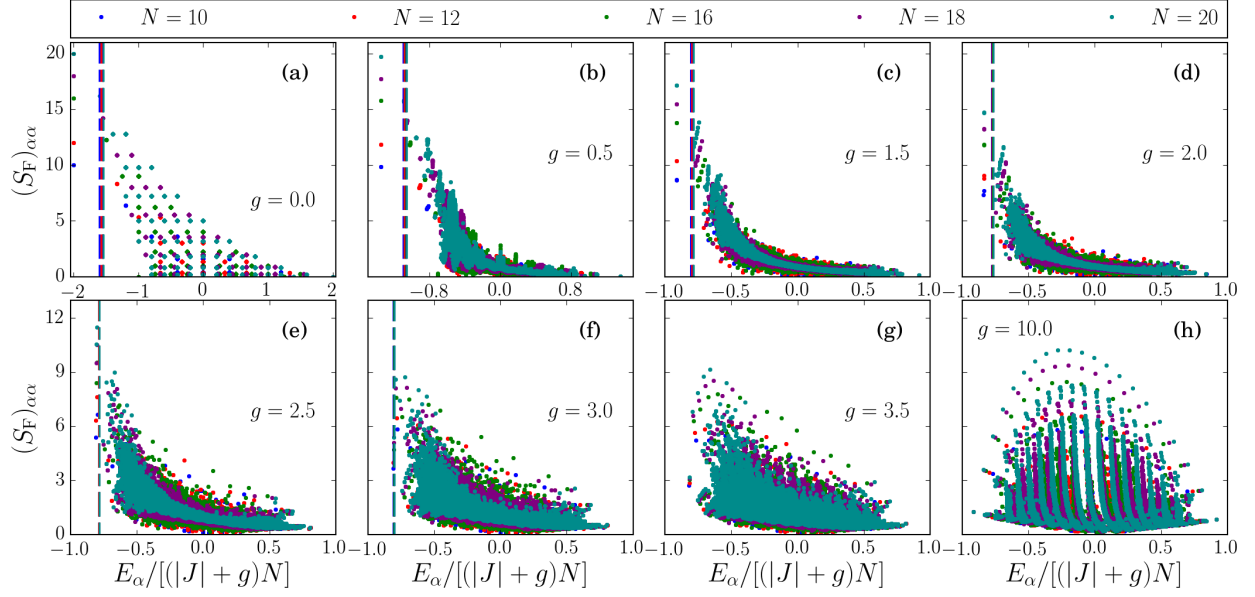 N = 10 N = 12 N = 16 N = 18 N = 20
(S_F)_αα
20
15
10
5
0
(a) (b) (c) (d)
g = 0.0 g = 0.5 g = 1.5 g = 2.0
−2 −1 0 1 2 −0.8 0.0 0.8 −1.0 −0.5 0.0 0.5 1.0 −1.0 −0.5 0.0 0.5 1.0
(S_F)_αα
12
9
6
3
0
(e) (f) (g) g = 10.0 (h)
g = 2.5 g = 3.0 g = 3.5
−1.0 −0.5 0.0 0.5 1.0 −1.0 −0.5 0.0 0.5 1.0 −1.0 −0.5 0.0 0.5 1.0 −1.0 −0.5 0.0 0.5 1.0
E_α/[(|J| + g)N] E_α/[(|J| + g)N] E_α/[(|J| + g)N] E_α/[(|J| + g)N]